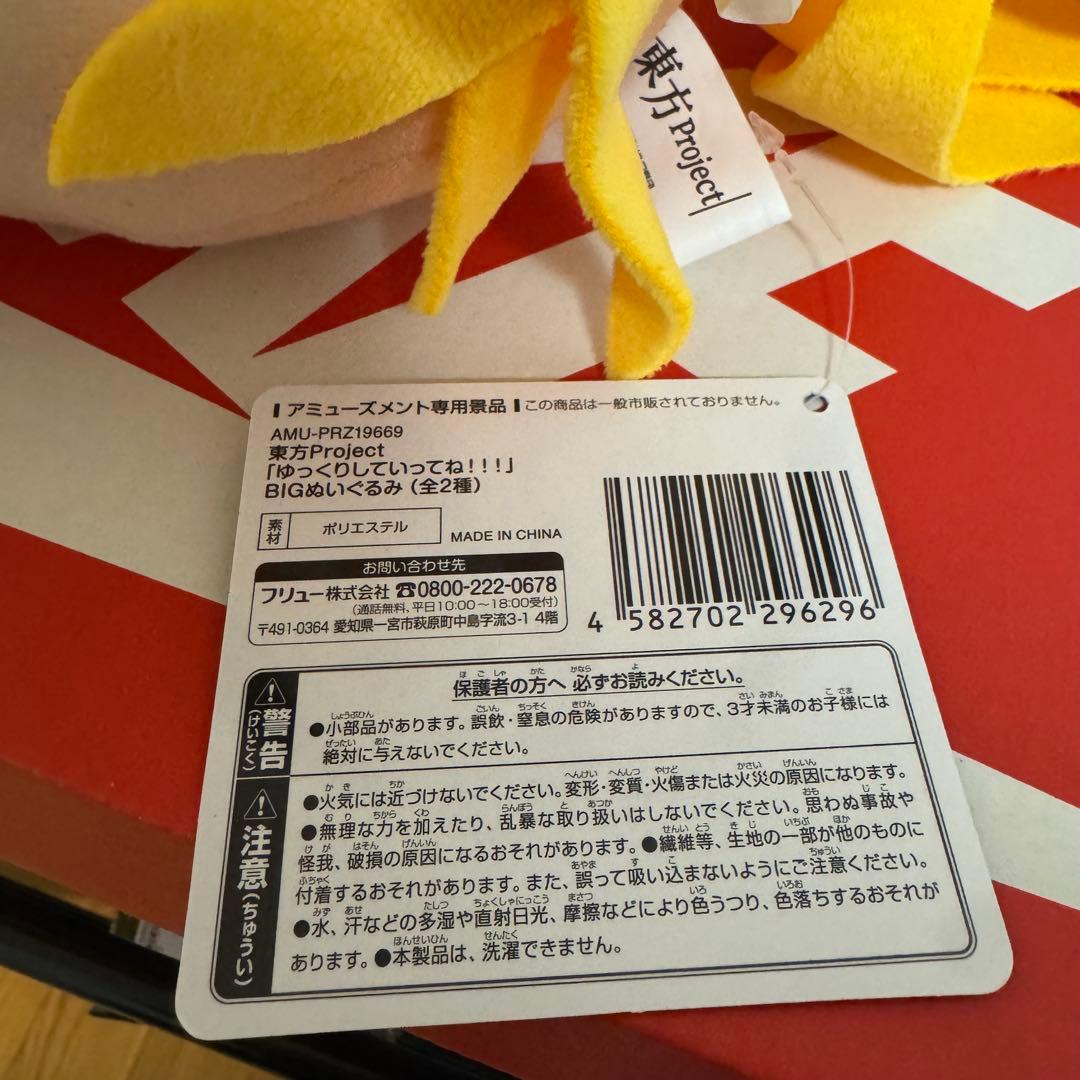 東方Project
アミューズメント専用景品 この商品は一般市販されておりません。
AMU-PRZ19669
東方Project
「ゆっくりしていってね!!!」
BIGぬいぐるみ(全2種)
素材 ポリエステル
MADE IN CHINA
お問い合わせ先
フリュー株式会社 ☎0800-222-0678
(通話無料,平日10:00〜18:00受付)
〒491-0364 愛知県一宮市萩原町中島字流3-1 4階
4 582702 296296
警告(けいこく)
保護者の方へ 必ずお読みください。
●小部品があります。誤飲・窒息の危険がありますので、3才未満のお子様には
絶対に与えないでください。
注意(ちゅうい)
●火気には近づけないでください。変形・変質・火傷または火災の原因になります。
●無理な力を加えたり、乱暴な取り扱いはしないでください。思わぬ事故や
怪我、破損の原因になるおそれがあります。●繊維等、生地の一部が他のものに
付着するおそれがあります。また、誤って吸い込まないようにご注意ください。
●水、汗などの多湿や直射日光、摩擦などにより色うつり、色落ちするおそれが
あります。●本製品は、洗濯できません。